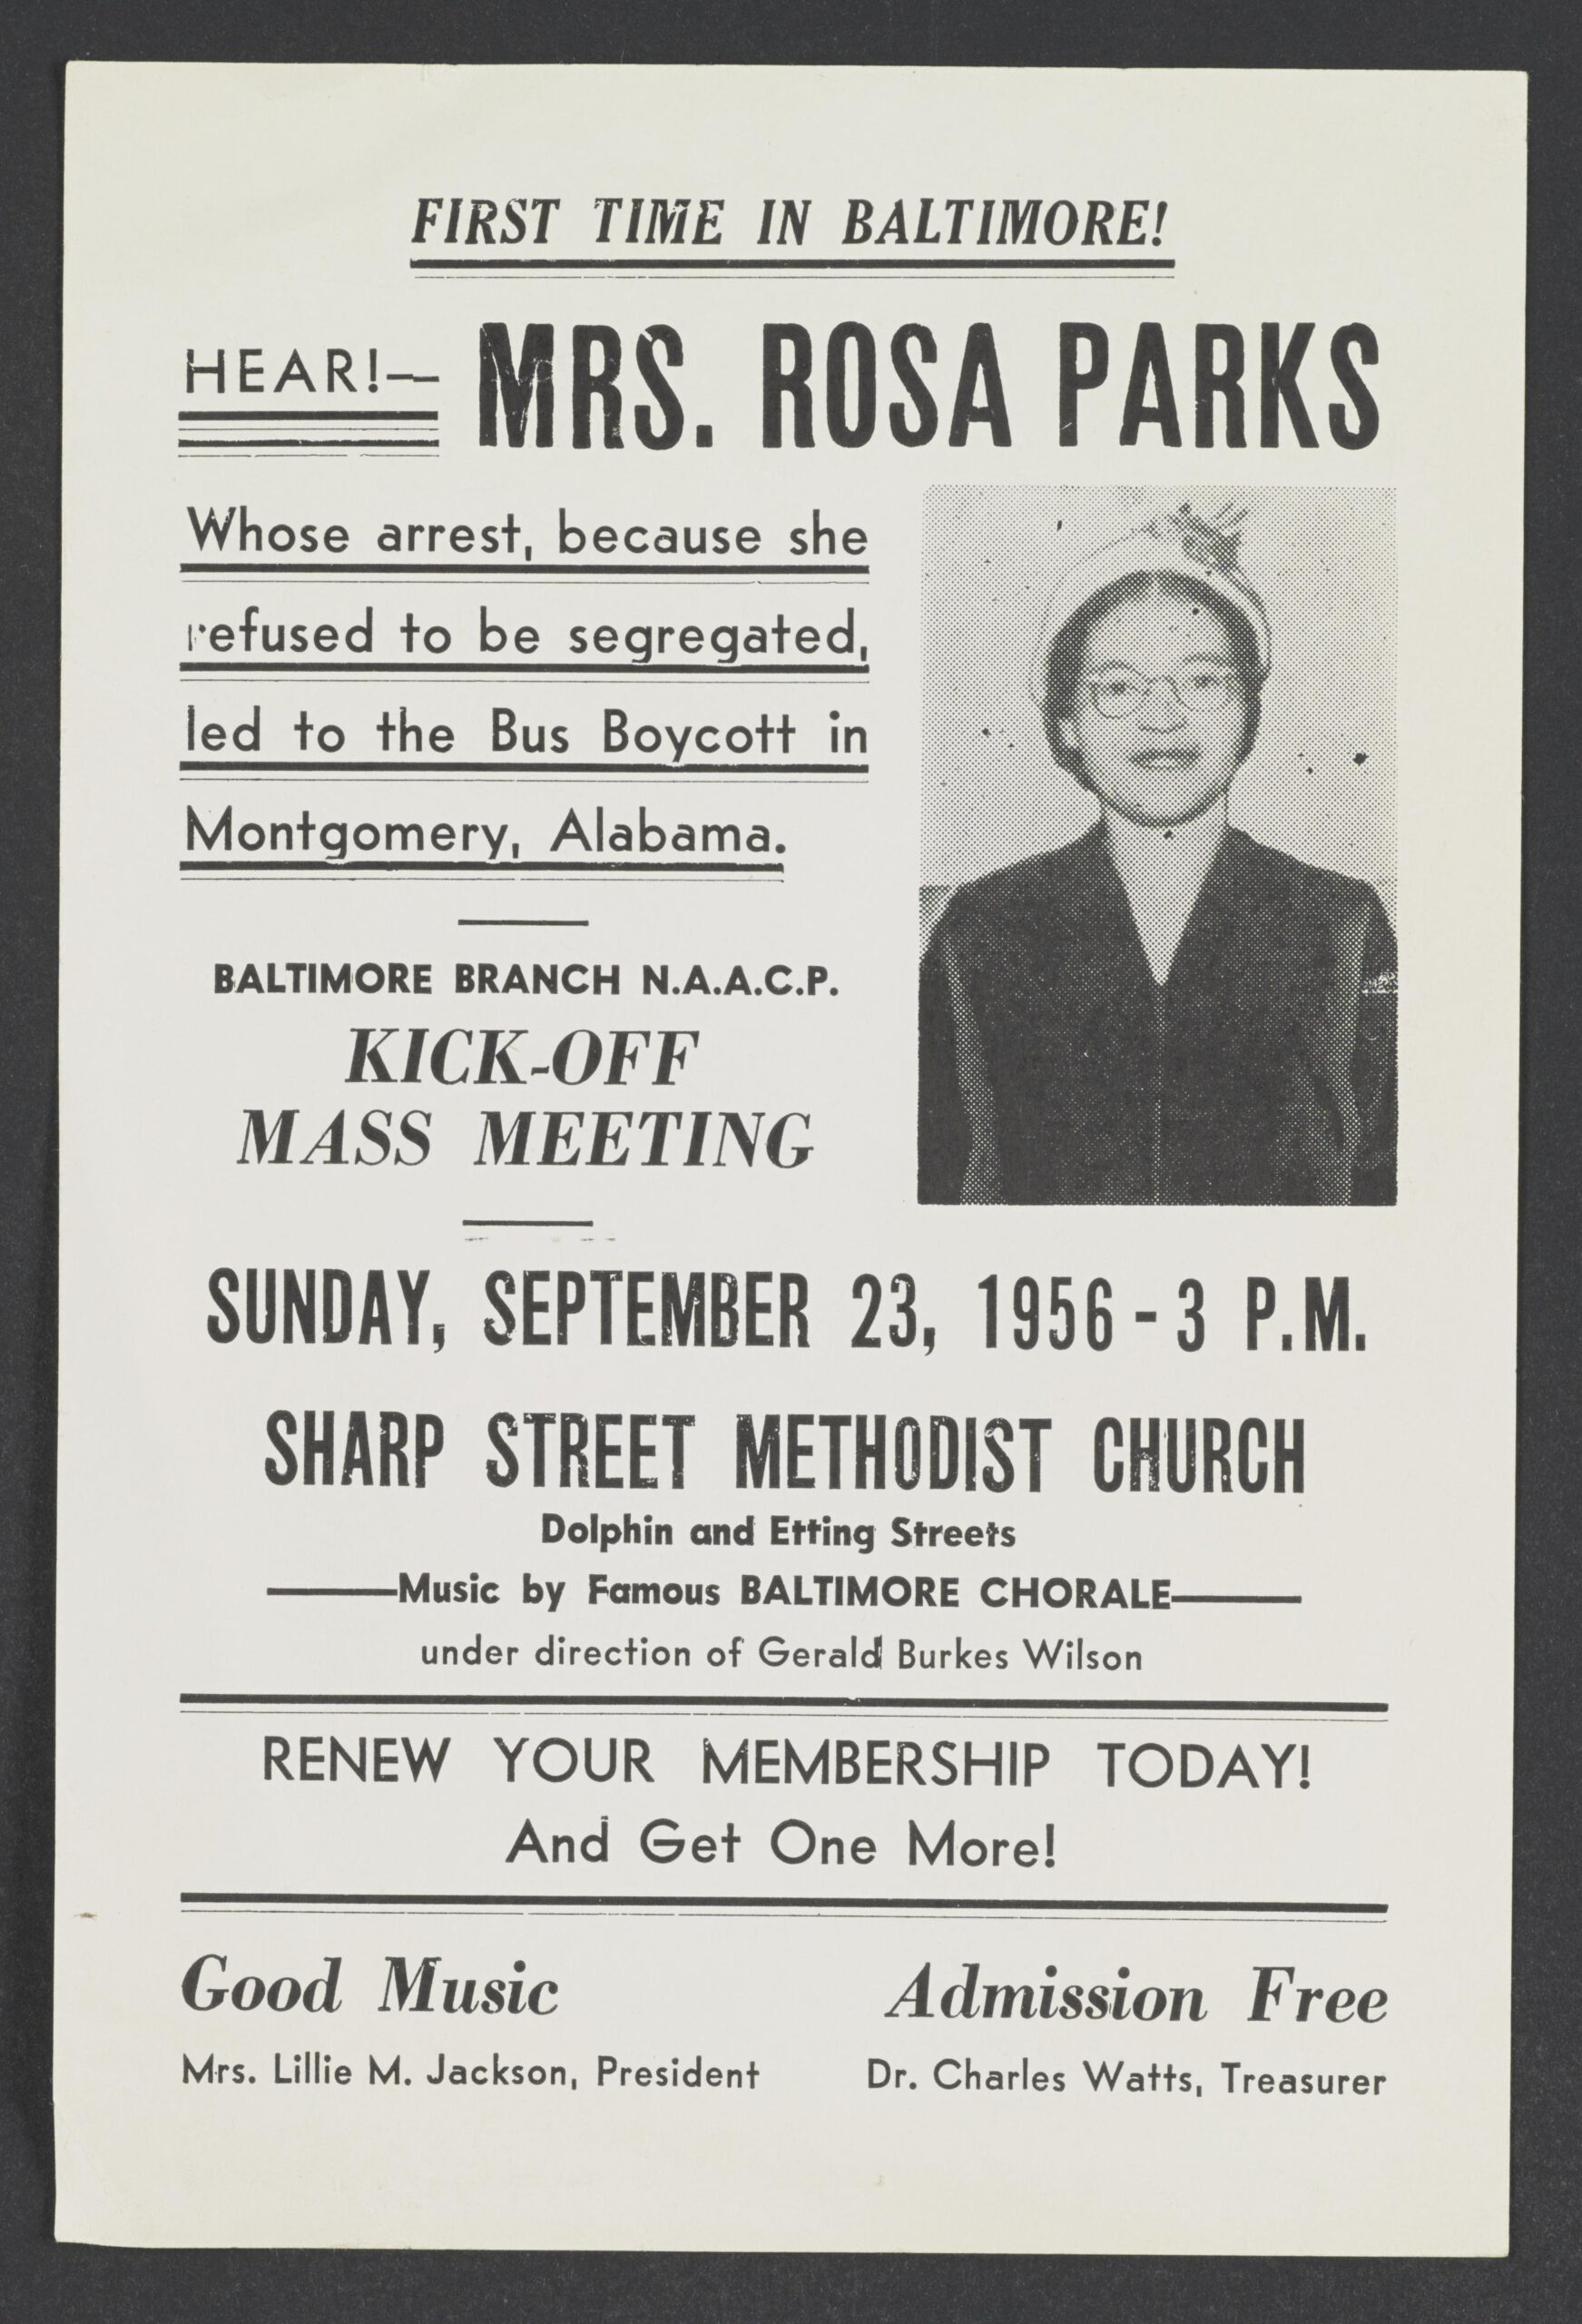 FIRST TIME IN BALTIMORE!
HEAR!— MRS. ROSA PARKS
Whose arrest, because she
refused to be segregated,
led to the Bus Boycott in
Montgomery, Alabama.
BALTIMORE BRANCH N.A.A.C.P.
KICK-OFF
MASS MEETING
SUNDAY, SEPTEMBER 23, 1956 - 3 P.M.
SHARP STREET METHODIST CHURCH
Dolphin and Etting Streets
Music by Famous BALTIMORE CHORALE
under direction of Gerald Burkes Wilson
RENEW YOUR MEMBERSHIP TODAY!
And Get One More!
Good Music Admission Free
Mrs. Lillie M. Jackson, President Dr. Charles Watts, Treasurer